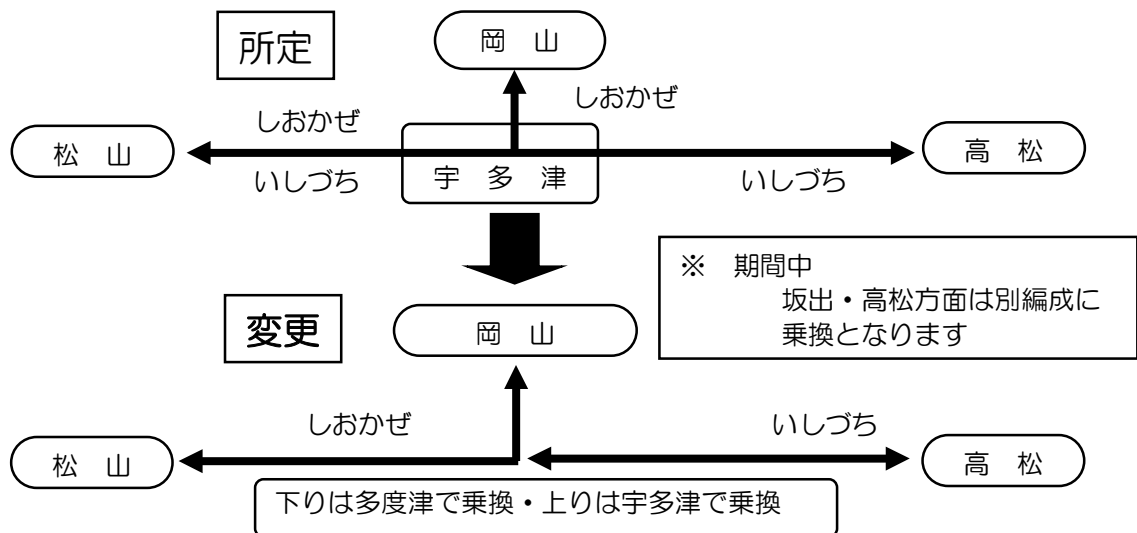 所定
岡 山
しおかぜ
しおかぜ
松 山
高 松
いしづち
宇 多 津
いしづち
※ 期間中
坂出・高松方面は別編成に
乗換となります
変更
岡 山
しおかぜ
いしづち
松 山
高 松
下りは多度津で乗換・上りは宇多津で乗換